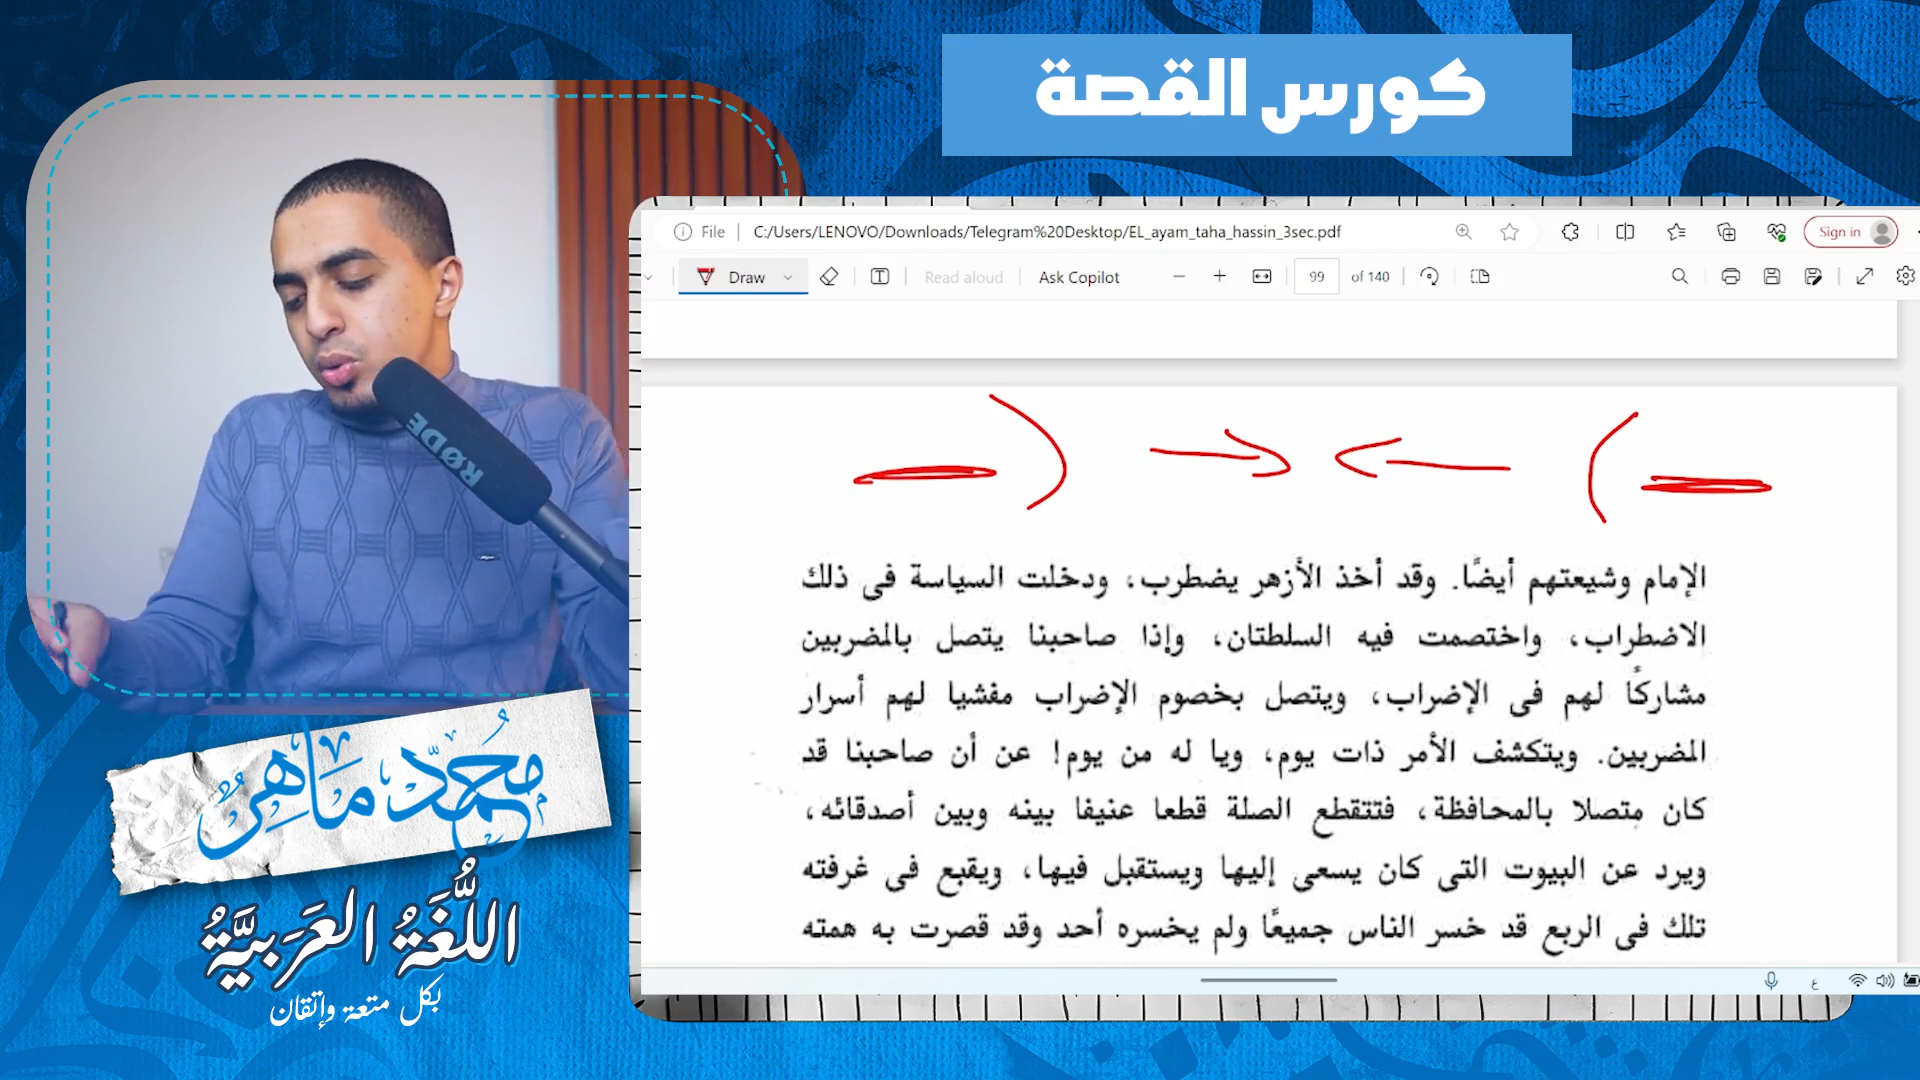 كورس القصة
File
C:/Users/LENOVO/Downloads/Telegram%20Desktop/EL_ayam_taha_hassin_3sec.pdf
Sign in
Draw
Read aloud
Ask Copilot
99 of 140
RØDE
الإمام وشيعتهم أيضًا. وقد أخذ الأزهر يضطرب، ودخلت السياسة فى ذلك
الاضطراب، واختصمت فيه السلطتان، وإذا صاحبنا يتصل بالمضربين
مشاركًا لهم فى الإضراب، ويتصل بخصوم الإضراب مفشيا لهم أسرار
المضربين. ويتكشف الأمر ذات يوم، ويا له من يوم! عن أن صاحبنا قد
كان متصلا بالمحافظة، فتتقطع الصلة قطعا عنيفا بينه وبين أصدقائه،
ويرد عن البيوت التى كان يسعى إليها ويستقبل فيها، ويقبع فى غرفته
تلك فى الربع قد خسر الناس جميعًا ولم يخسره أحد وقد قصرت به همته
ع
مُحمّد مَاهِرُ
اللُّغَةُ العَرَبيَّةُ
بكل متعة وإتقان